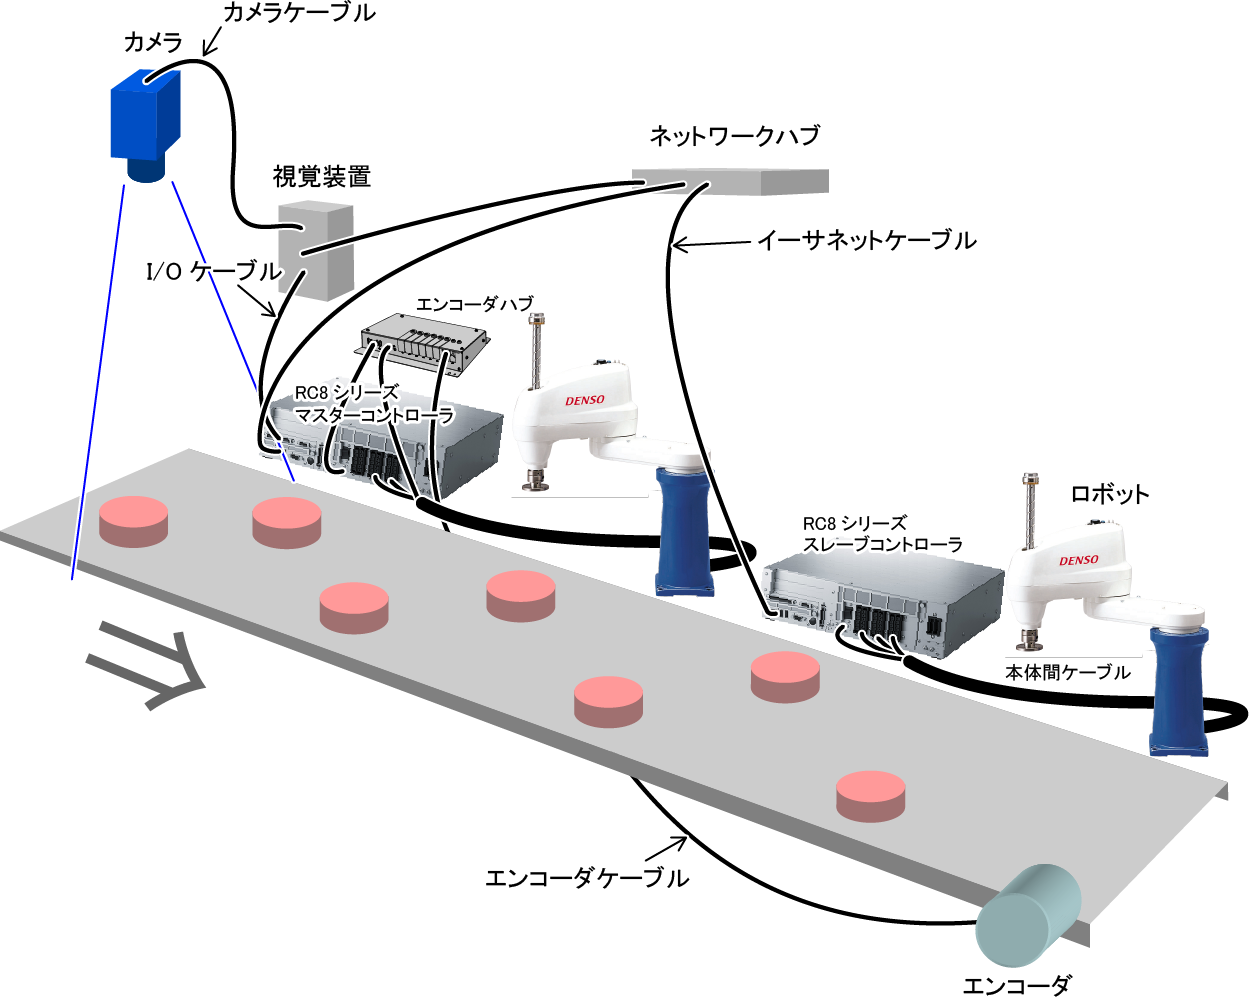 カメラケーブル
カメラ
ネットワークハブ
視覚装置
イーサネットケーブル
I/O ケーブル
エンコーダハブ
RC8 シリーズ
マスターコントローラ
DENSO
ロボット
RC8 シリーズ
スレーブコントローラ
DENSO
本体間ケーブル
エンコーダケーブル
エンコーダ